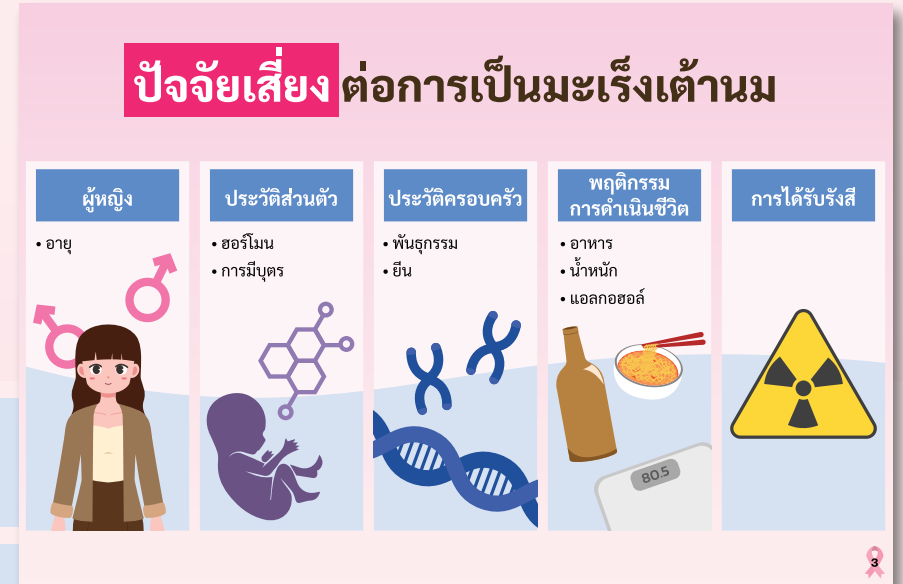 ปัจจัยเสี่ยง ต่อการเป็นมะเร็งเต้านม
ผู้หญิง
• อายุ
ประวัติส่วนตัว
• ฮอร์โมน
• การมีบุตร
ประวัติครอบครัว
• พันธุกรรม
• ยีน
พฤติกรรม
การดำเนินชีวิต
• อาหาร
• น้ำหนัก
• แอลกอฮอล์
80.5
การได้รับรังสี
3